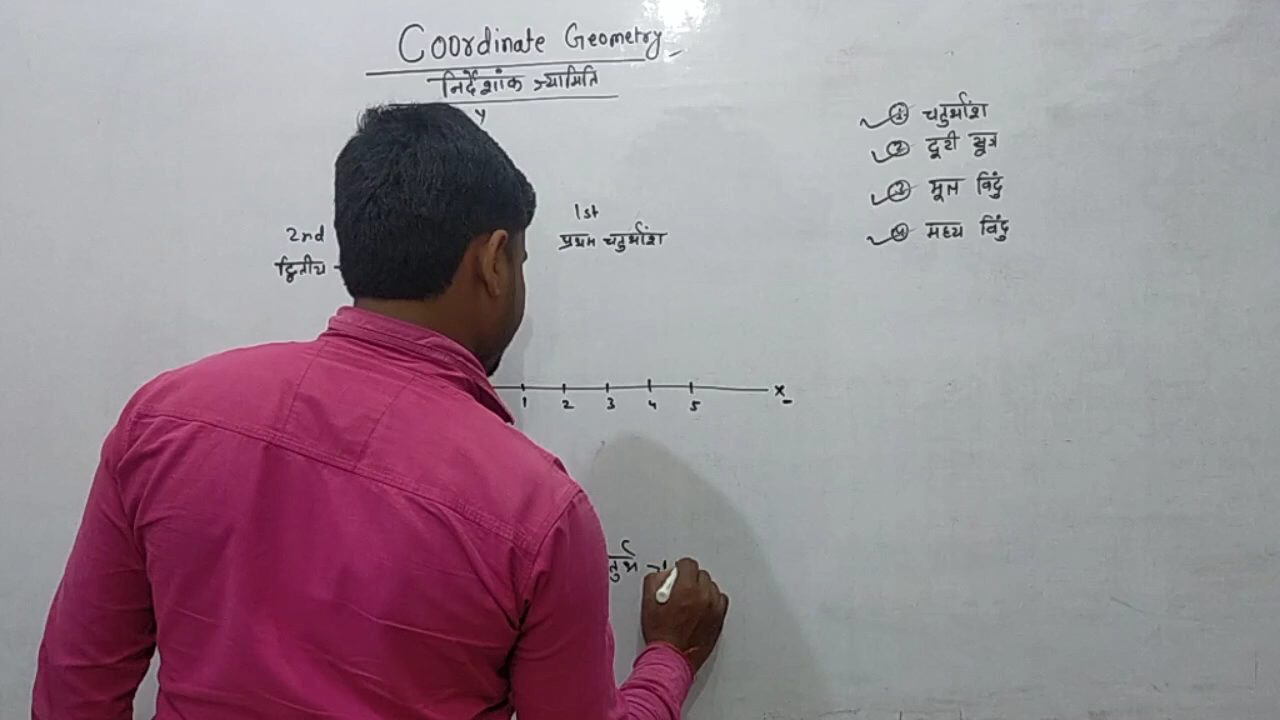 Coordinate Geometry
निर्देशांक ज्यामिति
y
① चतुर्थांश
② दूरी सूत्र
③ मूल बिंदु
④ मध्य बिंदु
1st
प्रथम चतुर्थांश
2nd
द्वितीय
x
1 2 3 4 5